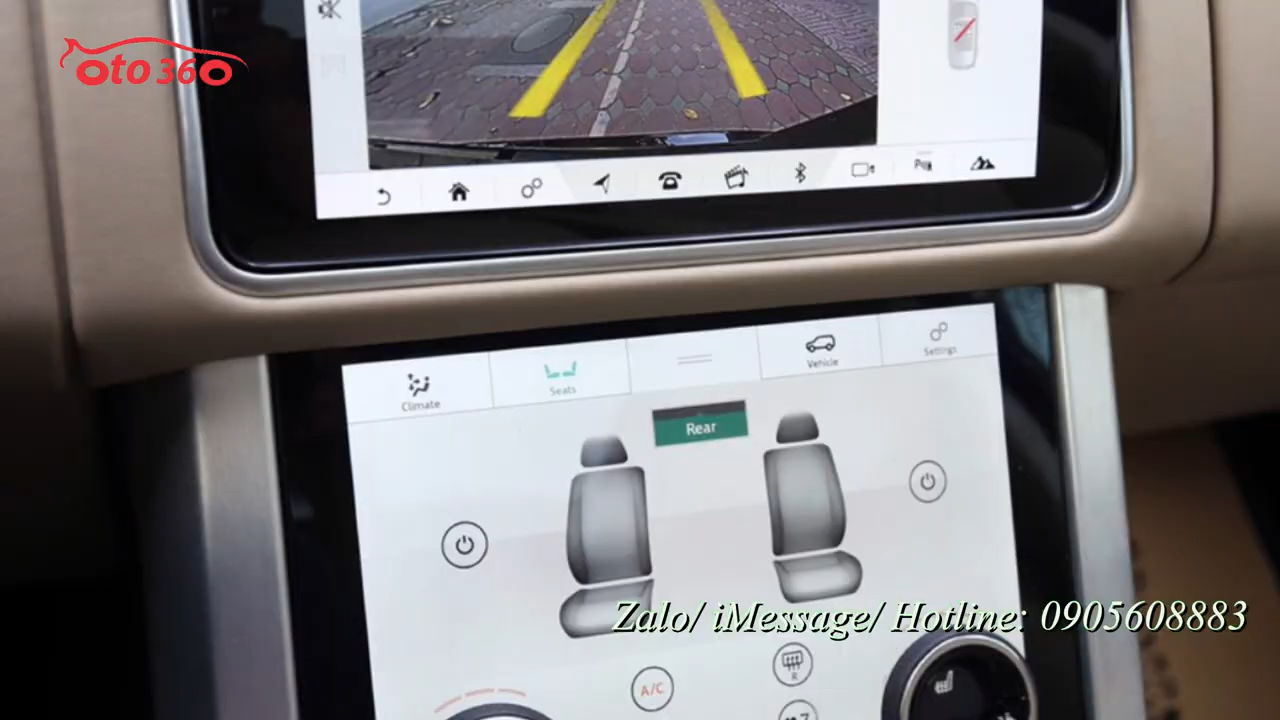 oto360
Climate
Seats
Vehicle
Settings
Rear
Zalo/ iMessage/ Hotline: 0905608883
A/C
R